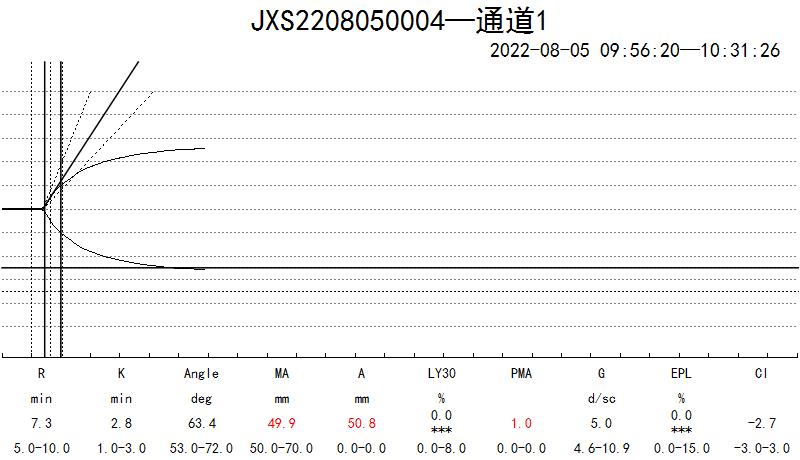 JXS2208050004—通道1
2022-08-05 09:56:20—10:31:26
R K Angle MA A LY30 PMA G EPL CI
min min deg mm mm % d/sc %
7.3 2.8 63.4 49.9 50.8 0.0 *** 1.0 5.0 0.0 *** -2.7
5.0-10.0 1.0-3.0 53.0-72.0 50.0-70.0 0.0-0.0 0.0-8.0 0.0-0.0 4.6-10.9 0.0-15.0 -3.0-3.0